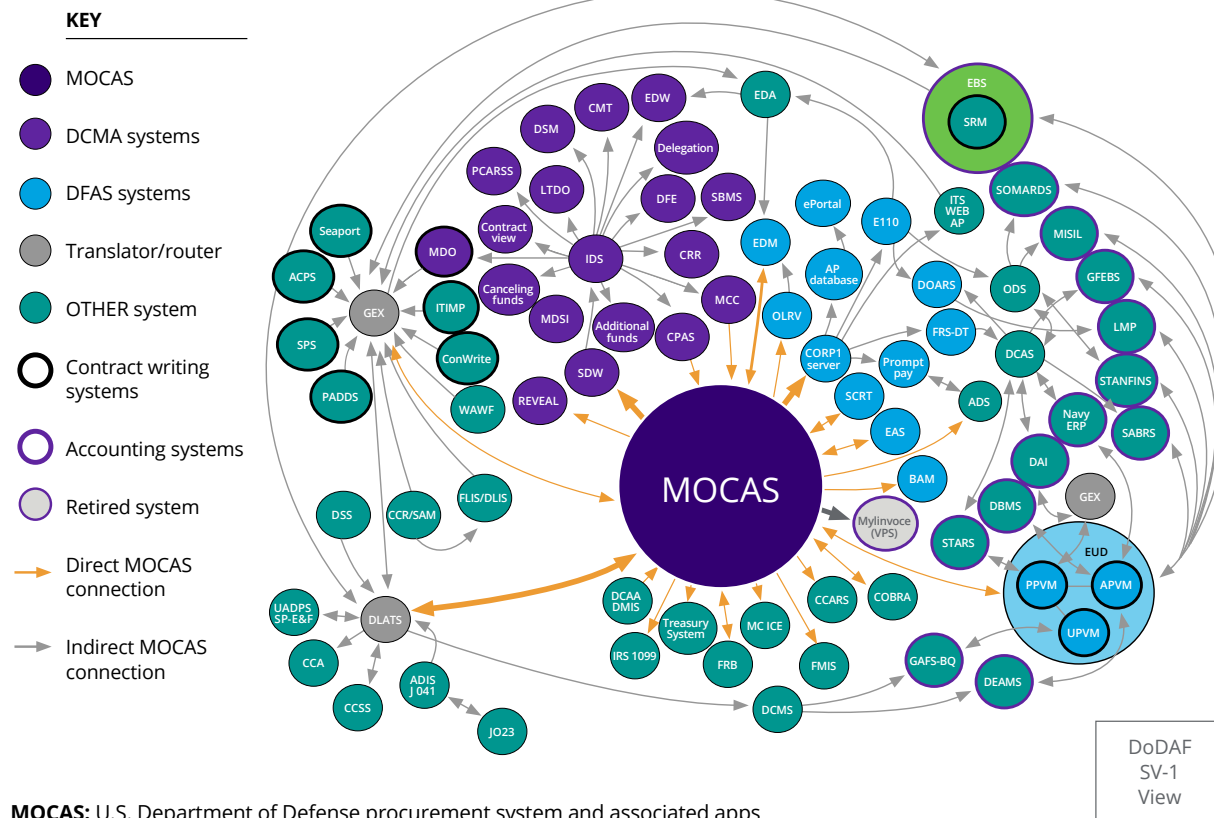 KEY
MOCAS
DCMA systems
DFAS systems
Translator/router
OTHER system
Contract writing
systems
Accounting systems
Retired system
Direct MOCAS
connection
Indirect MOCAS
connection
EBS
SRM
EDA
EDW
CMT
DSM
Delegation
PCARSS
LTDO
DFE
SBMS
ePortal
E110
ITS
WEB
AP
SOMARDS
MISIL
Seaport
MDO
Contract
view
IDS
CRR
EDM
AP
database
DOARS
ODS
GFEBS
ACPS
GEX
ITIMP
Canceling
funds
MDSI
Additional
funds
CPAS
MCC
OLRV
FRS-DT
LMP
SPS
ConWrite
SDW
CORP1
server
Prompt
pay
DCAS
STANFINS
PADDS
WAWF
REVEAL
SCRT
ADS
Navy
ERP
SABRS
EAS
DAI
MOCAS
BAM
GEX
DBMS
DSS
CCR/SAM
FLIS/DLIS
MyIinvoce
(VPS)
STARS
EUD
PPVM
APVM
UPVM
UADPS
SP-E&F
DLATS
DCAA
DMIS
Treasury
System
MC ICE
CCARS
COBRA
CCA
ADIS
J 041
IRS 1099
FRB
FMIS
GAFS-BQ
DEAMS
CCSS
JO23
DCMS
DoDAF
SV-1
View
MOCAS: U.S. Department of Defense procurement system and associated apps